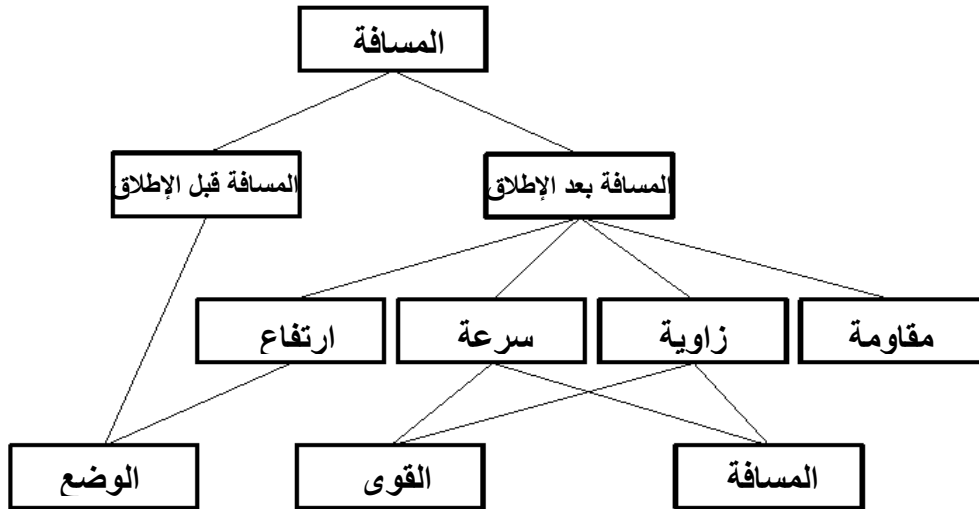 المسافة
المسافة قبل الإطلاق
المسافة بعد الإطلاق
ارتفاع
سرعة
زاوية
مقاومة
الوضع
القوى
المسافة